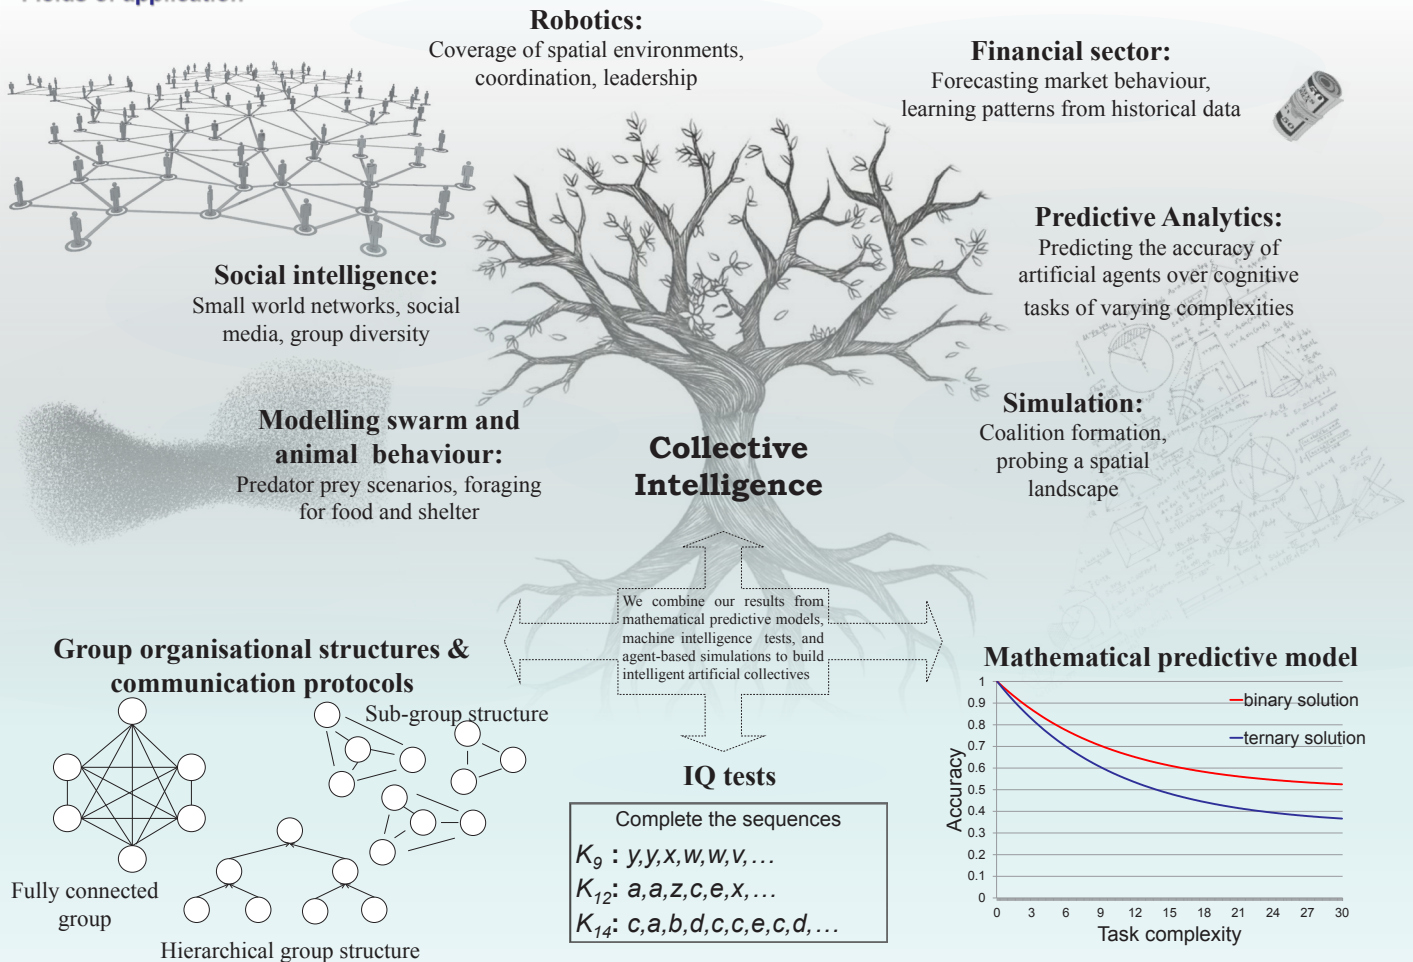 Fields of application
Robotics:
Coverage of spatial environments,
coordination, leadership
Financial sector:
Forecasting market behaviour,
learning patterns from historical data
Social intelligence:
Small world networks, social
media, group diversity
Predictive Analytics:
Predicting the accuracy of
artificial agents over cognitive
tasks of varying complexities
Modelling swarm and
animal behaviour:
Predator prey scenarios, foraging
for food and shelter
Collective
Intelligence
Simulation:
Coalition formation,
probing a spatial
landscape
We combine our results from
mathematical predictive models,
machine intelligence tests, and
agent-based simulations to build
intelligent artificial collectives
Group organisational structures &
communication protocols
Sub-group structure
Fully connected
group
Hierarchical group structure
IQ tests
Complete the sequences
K9 : y,y,x,w,w,v,…
K12: a,a,z,c,e,x,…
K14: c,a,b,d,c,c,e,c,d,…
Mathematical predictive model
binary solution
ternary solution
Accuracy
1
0.9
0.8
0.7
0.6
0.5
0.4
0.3
0.2
0.1
0
0 3 6 9 12 15 18 21 24 27 30
Task complexity